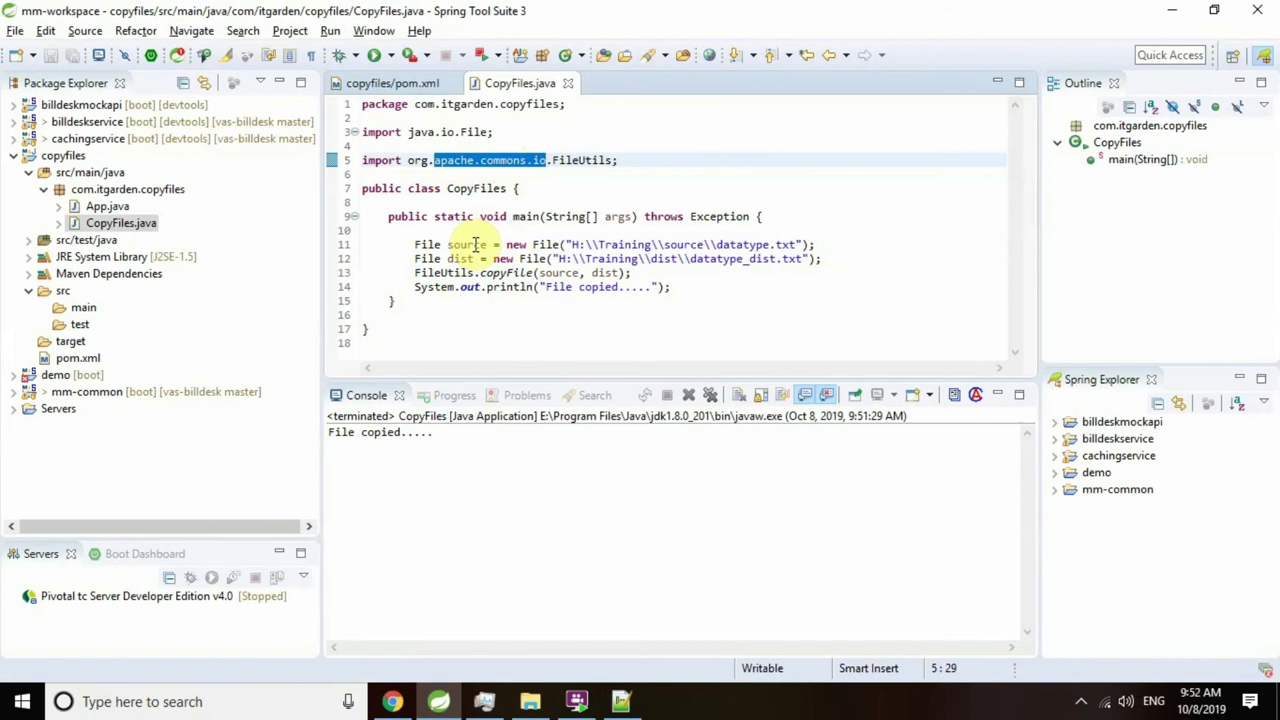 mm-workspace - copyfiles/src/main/java/com/itgarden/copyfiles/CopyFiles.java - Spring Tool Suite 3
File Edit Source Refactor Navigate Search Project Run Window Help
Quick Access
Package Explorer
billdeskmockapi [boot] [devtools]
billdeskservice [boot] [devtools] [vas-billdesk master]
cachingservice [boot] [devtools] [vas-billdesk master]
copyfiles
src/main/java
com.itgarden.copyfiles
App.java
CopyFiles.java
src/test/java
JRE System Library [J2SE-1.5]
Maven Dependencies
src
main
test
target
pom.xml
demo [boot]
mm-common [boot] [vas-billdesk master]
Servers
Servers Boot Dashboard
Pivotal tc Server Developer Edition v4.0 [Stopped]
copyfiles/pom.xml CopyFiles.java
1 package com.itgarden.copyfiles;
2
3 import java.io.File;
4
5 import org.apache.commons.io.FileUtils;
6
7 public class CopyFiles {
8
9 public static void main(String[] args) throws Exception {
10
11 File source = new File("H:\\Training\\source\\datatype.txt");
12 File dist = new File("H:\\Training\\dist\\datatype_dist.txt");
13 FileUtils.copyFile(source, dist);
14 System.out.println("File copied.....");
15 }
16
17 }
18
Console Progress Problems Search
<terminated> CopyFiles [Java Application] E:\Program Files\Java\jdk1.8.0_201\bin\javaw.exe (Oct 8, 2019, 9:51:29 AM)
File copied.....
Outline
com.itgarden.copyfiles
CopyFiles
main(String[]) : void
Spring Explorer
billdeskmockapi
billdeskservice
cachingservice
demo
mm-common
Writable Smart Insert 5 : 29
Type here to search
ENG
9:52 AM
10/8/2019